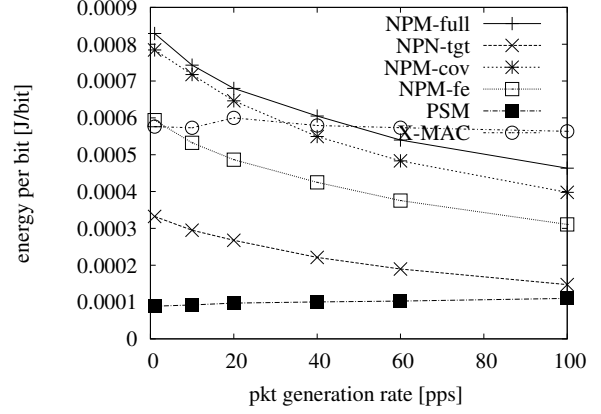 0.0009
0.0008
0.0007
0.0006
0.0005
0.0004
0.0003
0.0002
0.0001
0
energy per bit [J/bit]
NPM-full
NPN-tgt
NPM-cov
NPM-fe
PSM
X-MAC
0 20 40 60 80 100
pkt generation rate [pps]